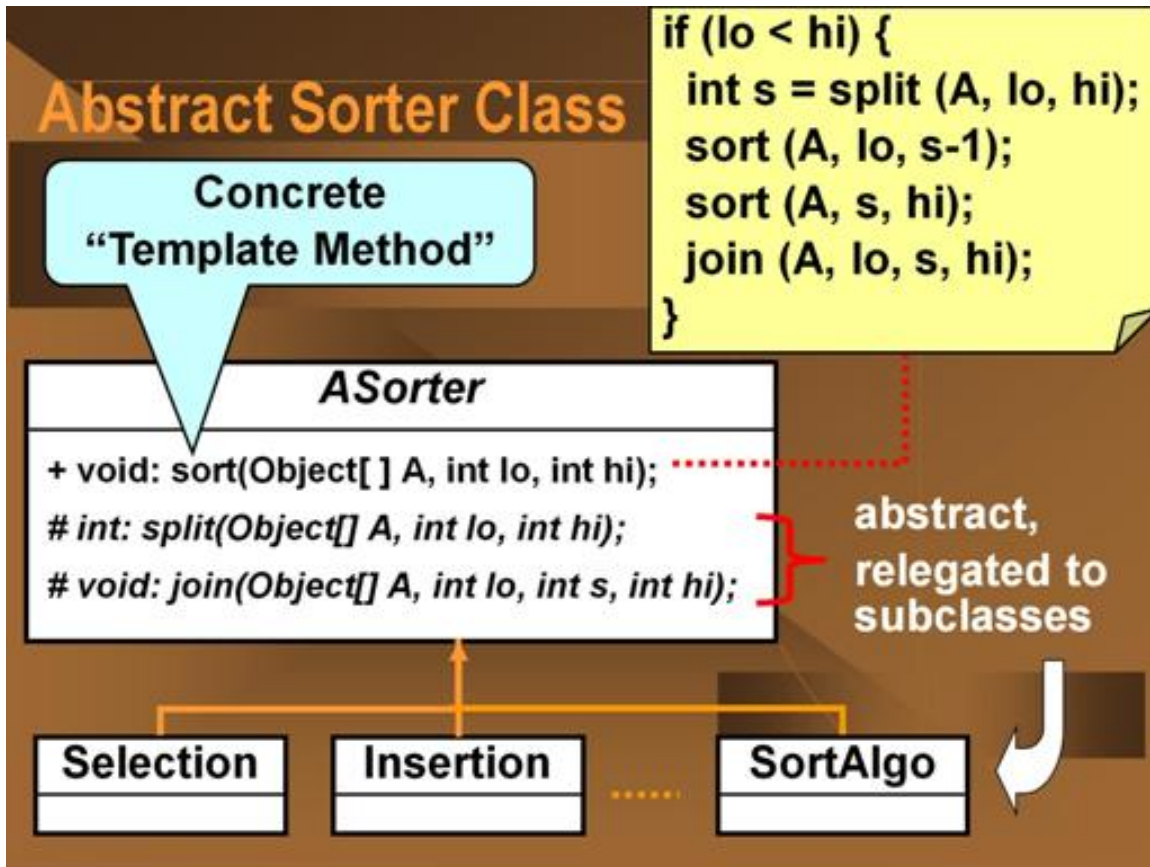 Abstract Sorter Class
if (lo < hi) {
int s = split (A, lo, hi);
sort (A, lo, s-1);
sort (A, s, hi);
join (A, lo, s, hi);
}
Concrete
“Template Method”
ASorter
+ void: sort(Object[ ] A, int lo, int hi);
# int: split(Object[] A, int lo, int hi);
# void: join(Object[] A, int lo, int s, int hi);
abstract,
relegated to
subclasses
Selection
Insertion
SortAlgo